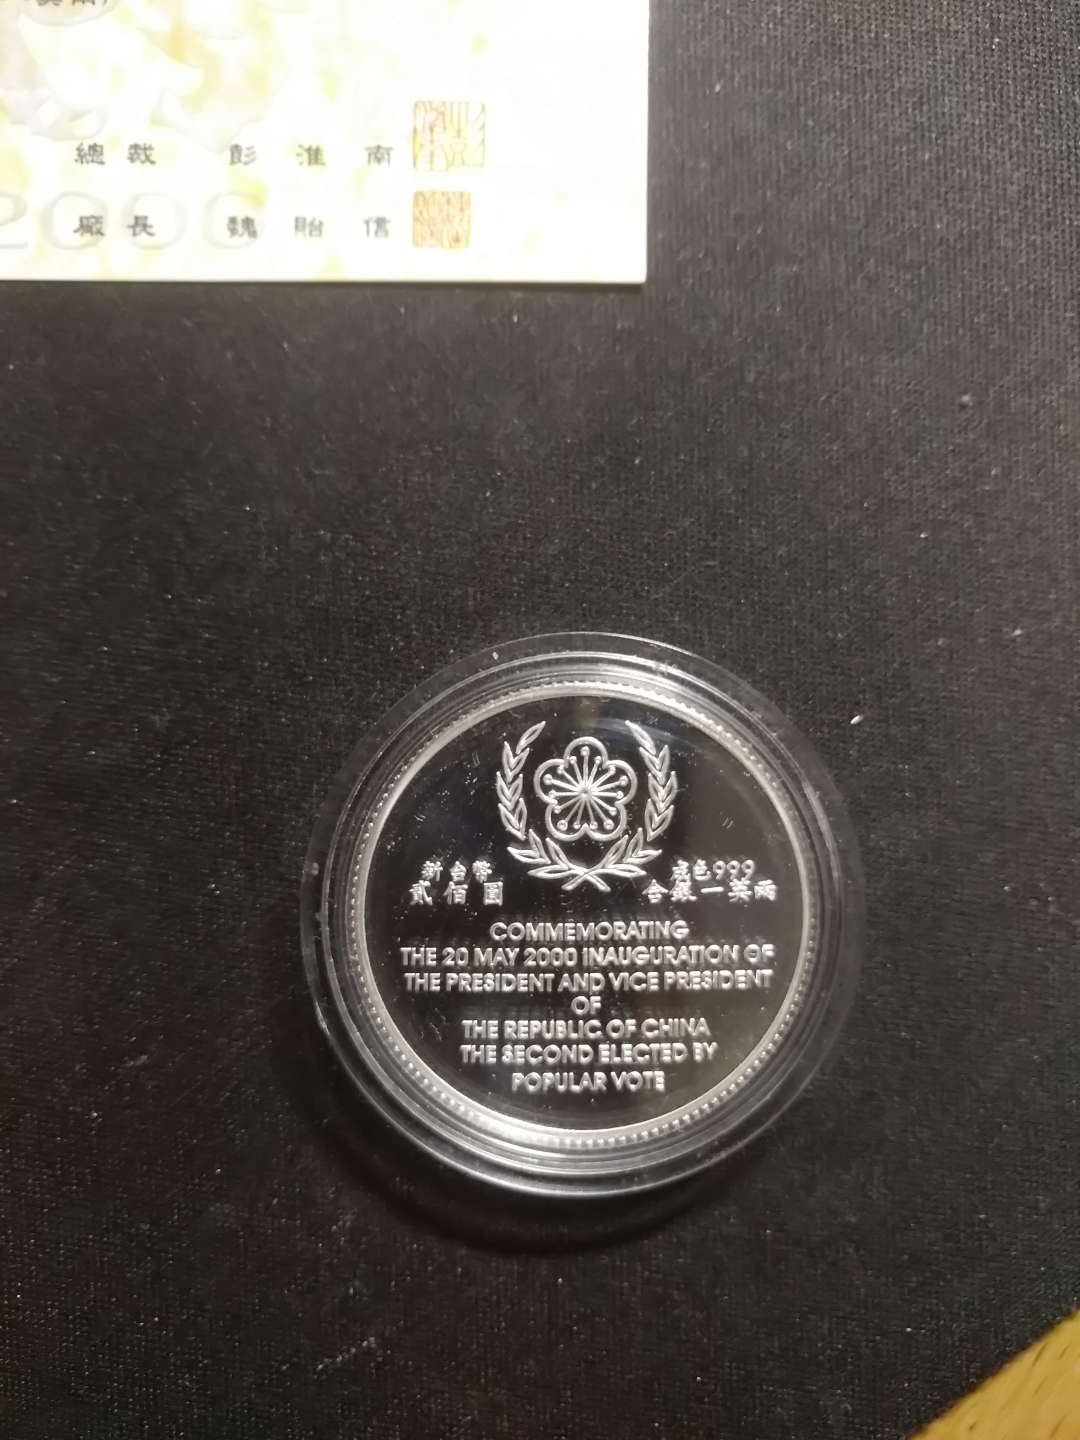 總裁 彭淮南
2000
廠長 魏貽信
新台幣
貳佰圓
成色999
含銀一英兩
COMMEMORATING
THE 20 MAY 2000 INAUGURATION OF
THE PRESIDENT AND VICE PRESIDENT
OF
THE REPUBLIC OF CHINA
THE SECOND ELECTED BY
POPULAR VOTE